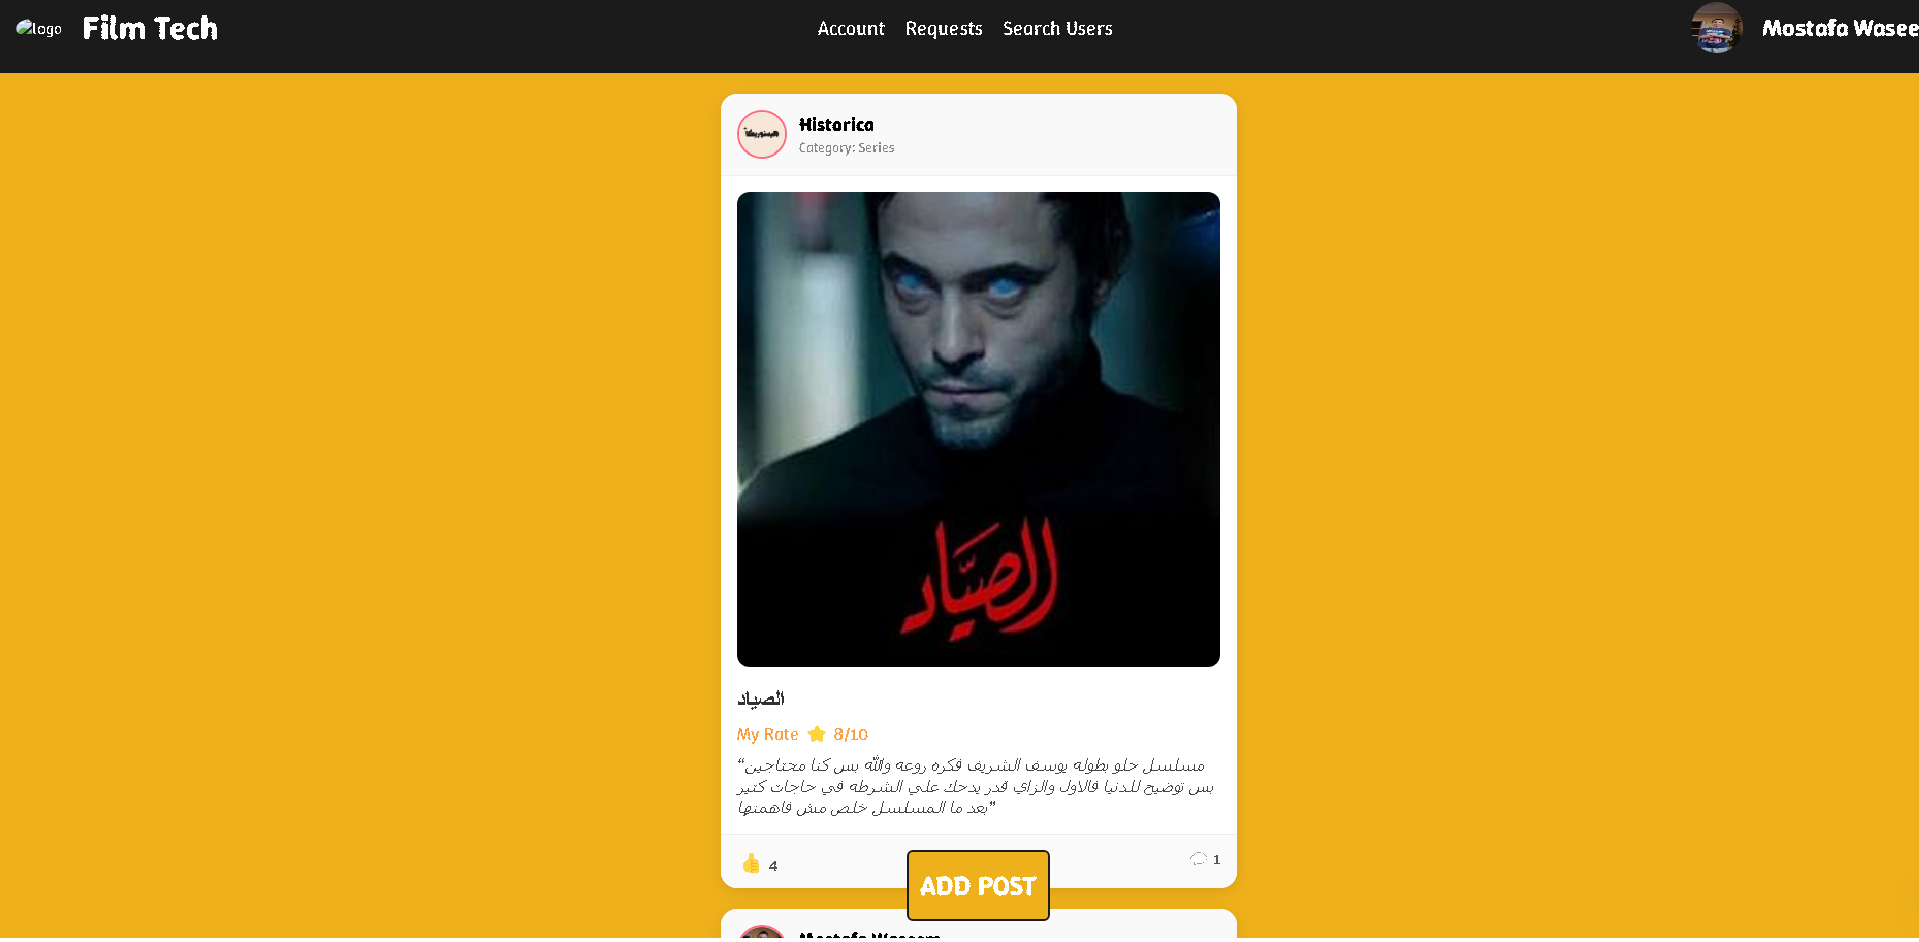 logo
Film Tech
Account
Requests
Search Users
Mostafa Wasee
Historica
Category: Series
الصياد
الصياد
My Rate ⭐ 8/10
“مسلسل حلو بطوله يوسف الشريف فكره روعه والله بس كنا محتاجين
بس توضيح للدنيا فالاول والزاي قدر يدحك علي الشرطه في حاجات كتير
بعد ما المسلسل خلص مش فاهمنها”
👍 4
ADD POST
1
Mostafa Waseem